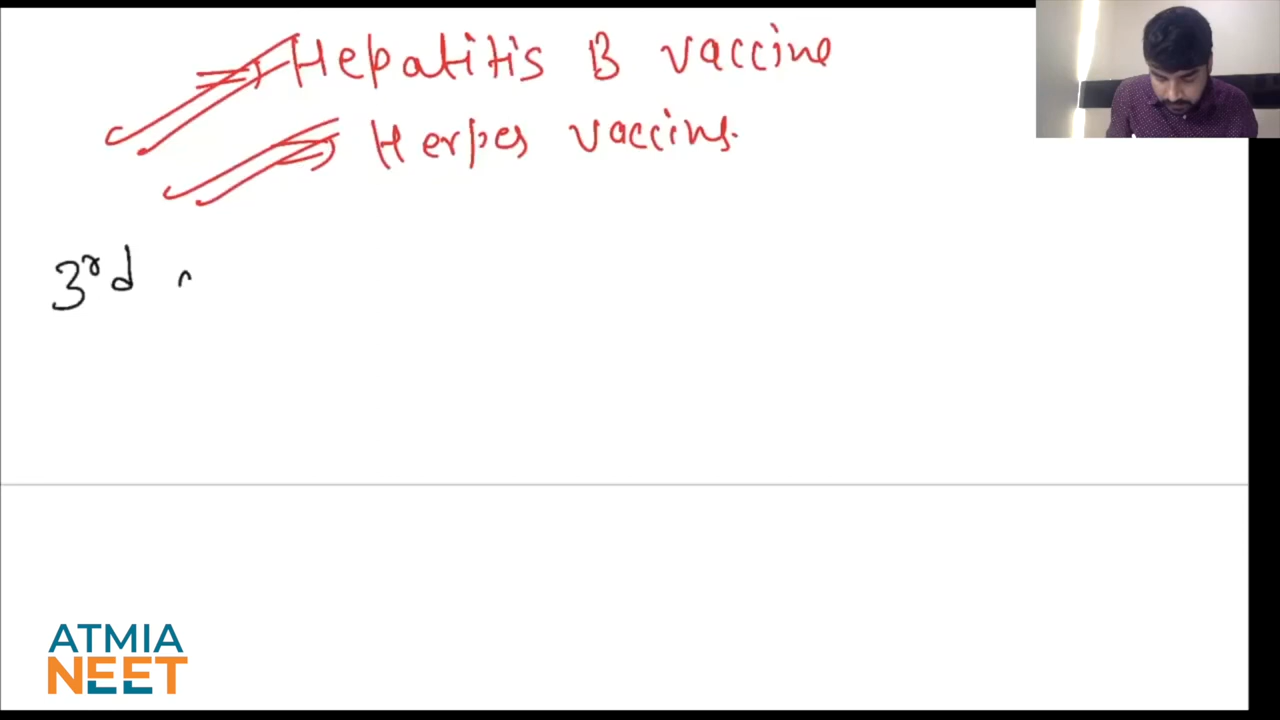 Hepatitis B vaccine
Herpes vaccine.
3rd
ATMIA
NEET